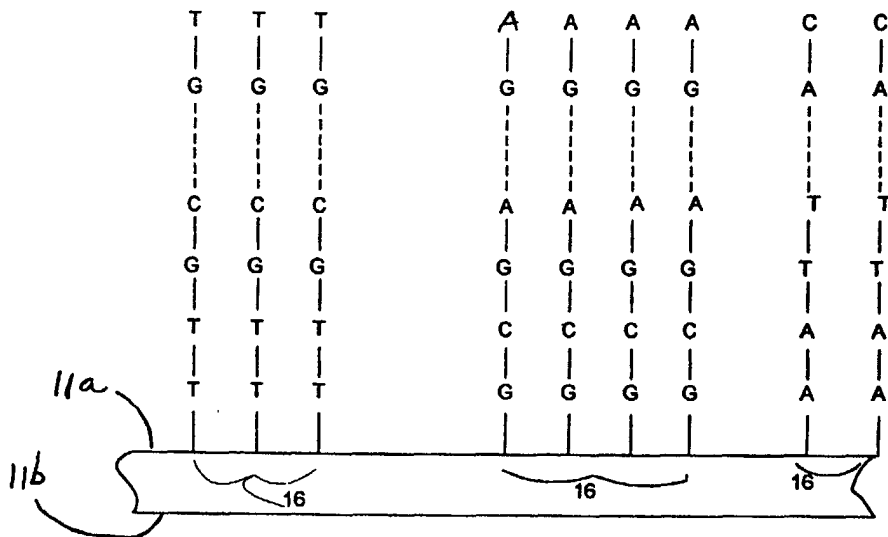 T T T A A A A C C
G G G G G G G A A
C C C A A A A T T
G G G G G G G T T
T T T C C C C A A
11a T T T G G G G A A
11b 16 16 16